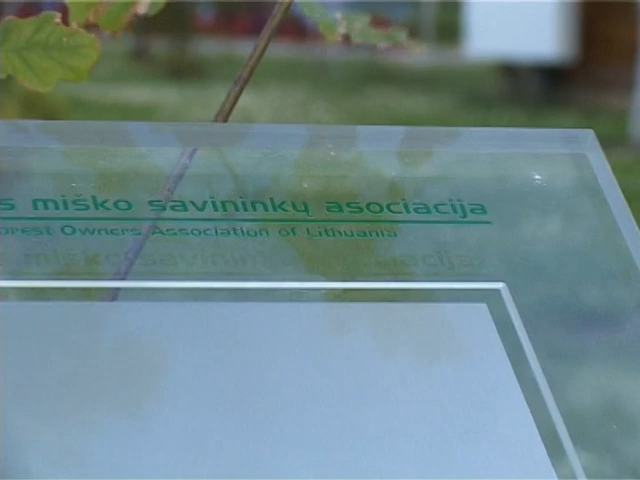 s miško savininkų asociacija
orest Owners Association of Lithuania